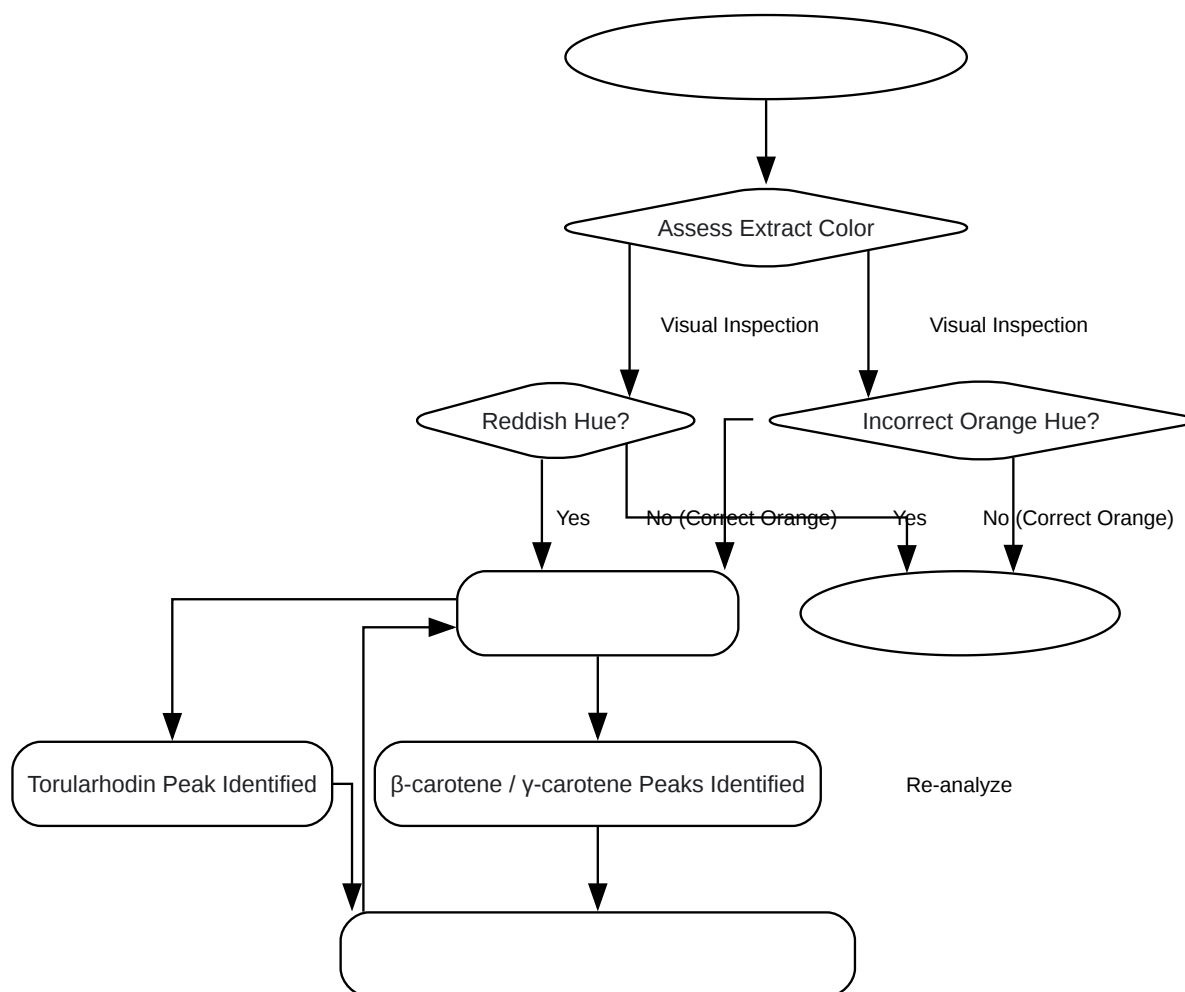 Assess Extract Color
Visual Inspection
Visual Inspection
Reddish Hue?
Incorrect Orange Hue?
Yes
No (Correct Orange)
Yes
No (Correct Orange)
Torularhodin Peak Identified
β-carotene / γ-carotene Peaks Identified
Re-analyze